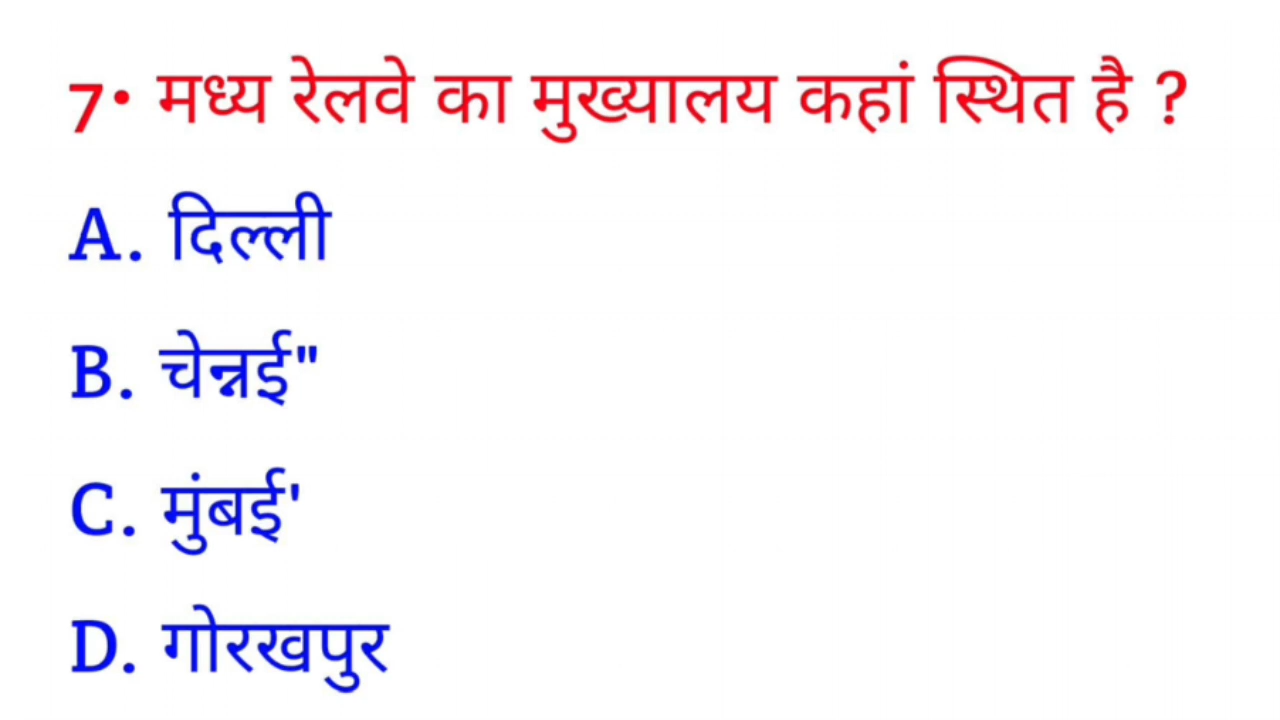 7• मध्य रेलवे का मुख्यालय कहां स्थित है ?
A. दिल्ली
B. चेन्नई"
C. मुंबई'
D. गोरखपुर